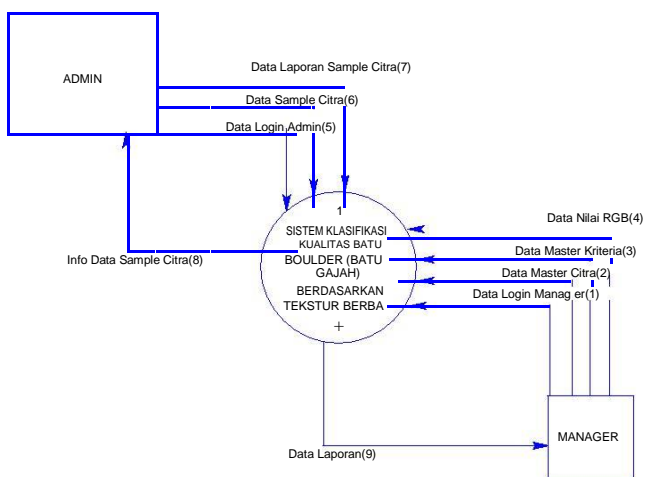 Data Laporan Sample Citra(7)
ADMIN
Data Sample Citra(6)
Data Login Admin(5)
1
SISTEM KLASIFIKASI
KUALITAS BATU
BOULDER (BATU
GAJAH)
BERDASARKAN
TEKSTUR BERBA
+
Data Nilai RGB(4)
Data Master Kriteria(3)
Data Master Citra(2)
Data Login Manag er(1)
Info Data Sample Citra(8)
MANAGER
Data Laporan(9)